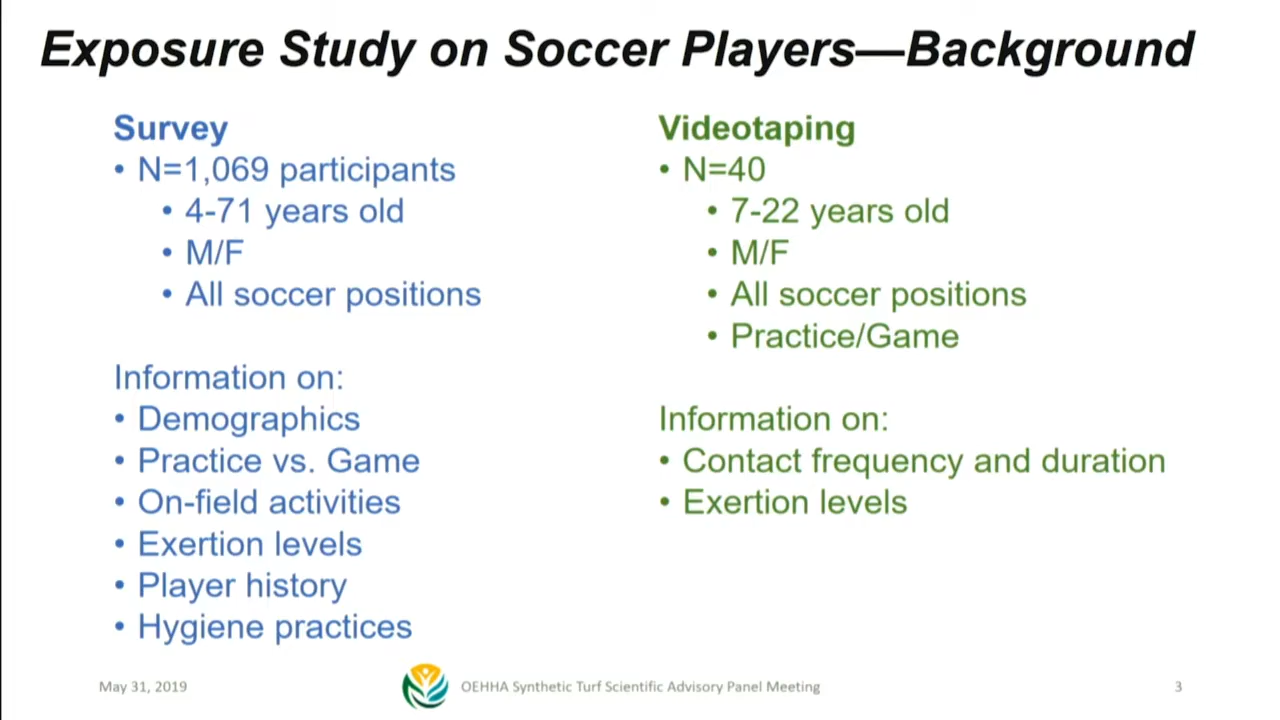 Exposure Study on Soccer Players—Background
Survey
• N=1,069 participants
• 4-71 years old
• M/F
• All soccer positions
Information on:
• Demographics
• Practice vs. Game
• On-field activities
• Exertion levels
• Player history
• Hygiene practices
Videotaping
• N=40
• 7-22 years old
• M/F
• All soccer positions
• Practice/Game
Information on:
• Contact frequency and duration
• Exertion levels
May 31, 2019
OEHHA Synthetic Turf Scientific Advisory Panel Meeting
3